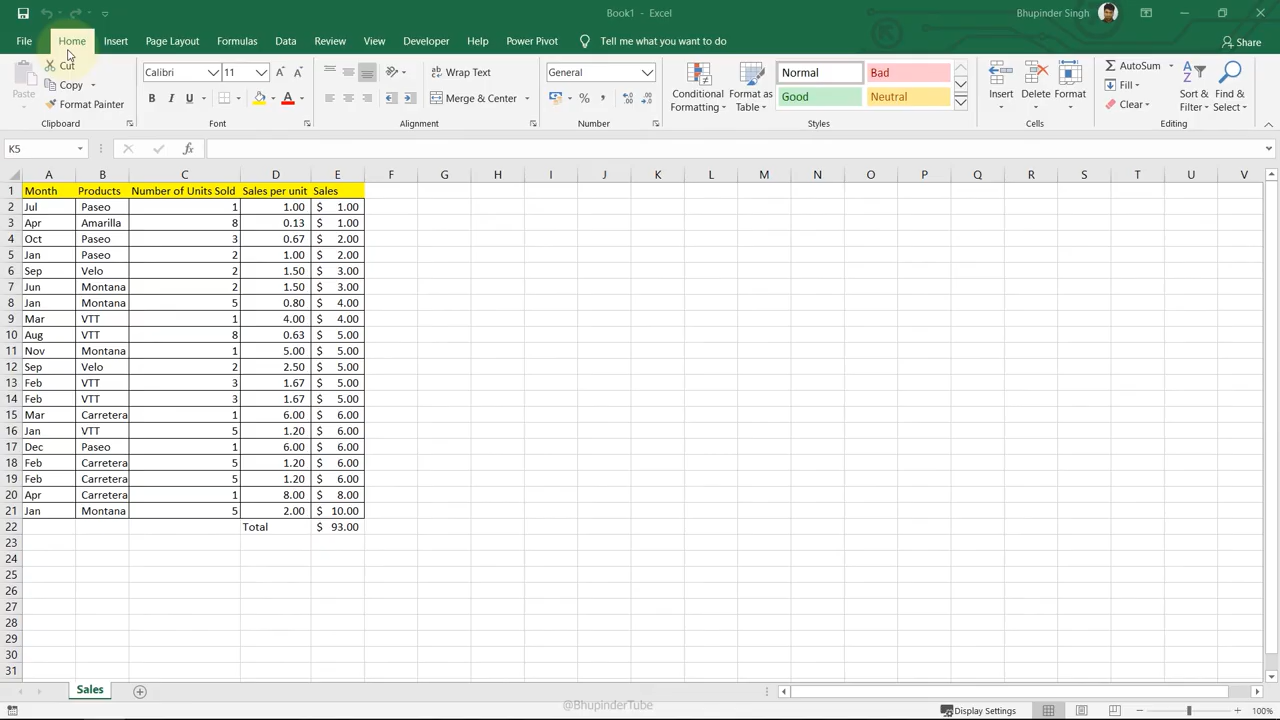 Book1 - Excel
Bhupinder Singh
File Home Insert Page Layout Formulas Data Review View Developer Help Power Pivot Tell me what you want to do Share
Paste
Cut
Copy
Format Painter
Clipboard
Calibri 11
B I U
Font
Wrap Text
Merge & Center
Alignment
General
% ,
Number
Conditional Formatting
Format as Table
Normal Bad
Good Neutral
Styles
Insert Delete Format
Cells
AutoSum
Fill
Clear
Sort & Filter
Find & Select
Editing
K5 fx
A B C D E F G H I J K L M N O P Q R S T U V
1 Month Products Number of Units Sold Sales per unit Sales
2 Jul Paseo 1 1.00 $ 1.00
3 Apr Amarilla 8 0.13 $ 1.00
4 Oct Paseo 3 0.67 $ 2.00
5 Jan Paseo 2 1.00 $ 2.00
6 Sep Velo 2 1.50 $ 3.00
7 Jun Montana 2 1.50 $ 3.00
8 Jan Montana 5 0.80 $ 4.00
9 Mar VTT 1 4.00 $ 4.00
10 Aug VTT 8 0.63 $ 5.00
11 Nov Montana 1 5.00 $ 5.00
12 Sep Velo 2 2.50 $ 5.00
13 Feb VTT 3 1.67 $ 5.00
14 Feb VTT 3 1.67 $ 5.00
15 Mar Carretera 1 6.00 $ 6.00
16 Jan VTT 5 1.20 $ 6.00
17 Dec Paseo 1 6.00 $ 6.00
18 Feb Carretera 5 1.20 $ 6.00
19 Feb Carretera 5 1.20 $ 6.00
20 Apr Carretera 1 8.00 $ 8.00
21 Jan Montana 5 2.00 $ 10.00
22 Total $ 93.00
23
24
25
26
27
28
29
30
31
Sales
@BhupinderTube
Display Settings
100%